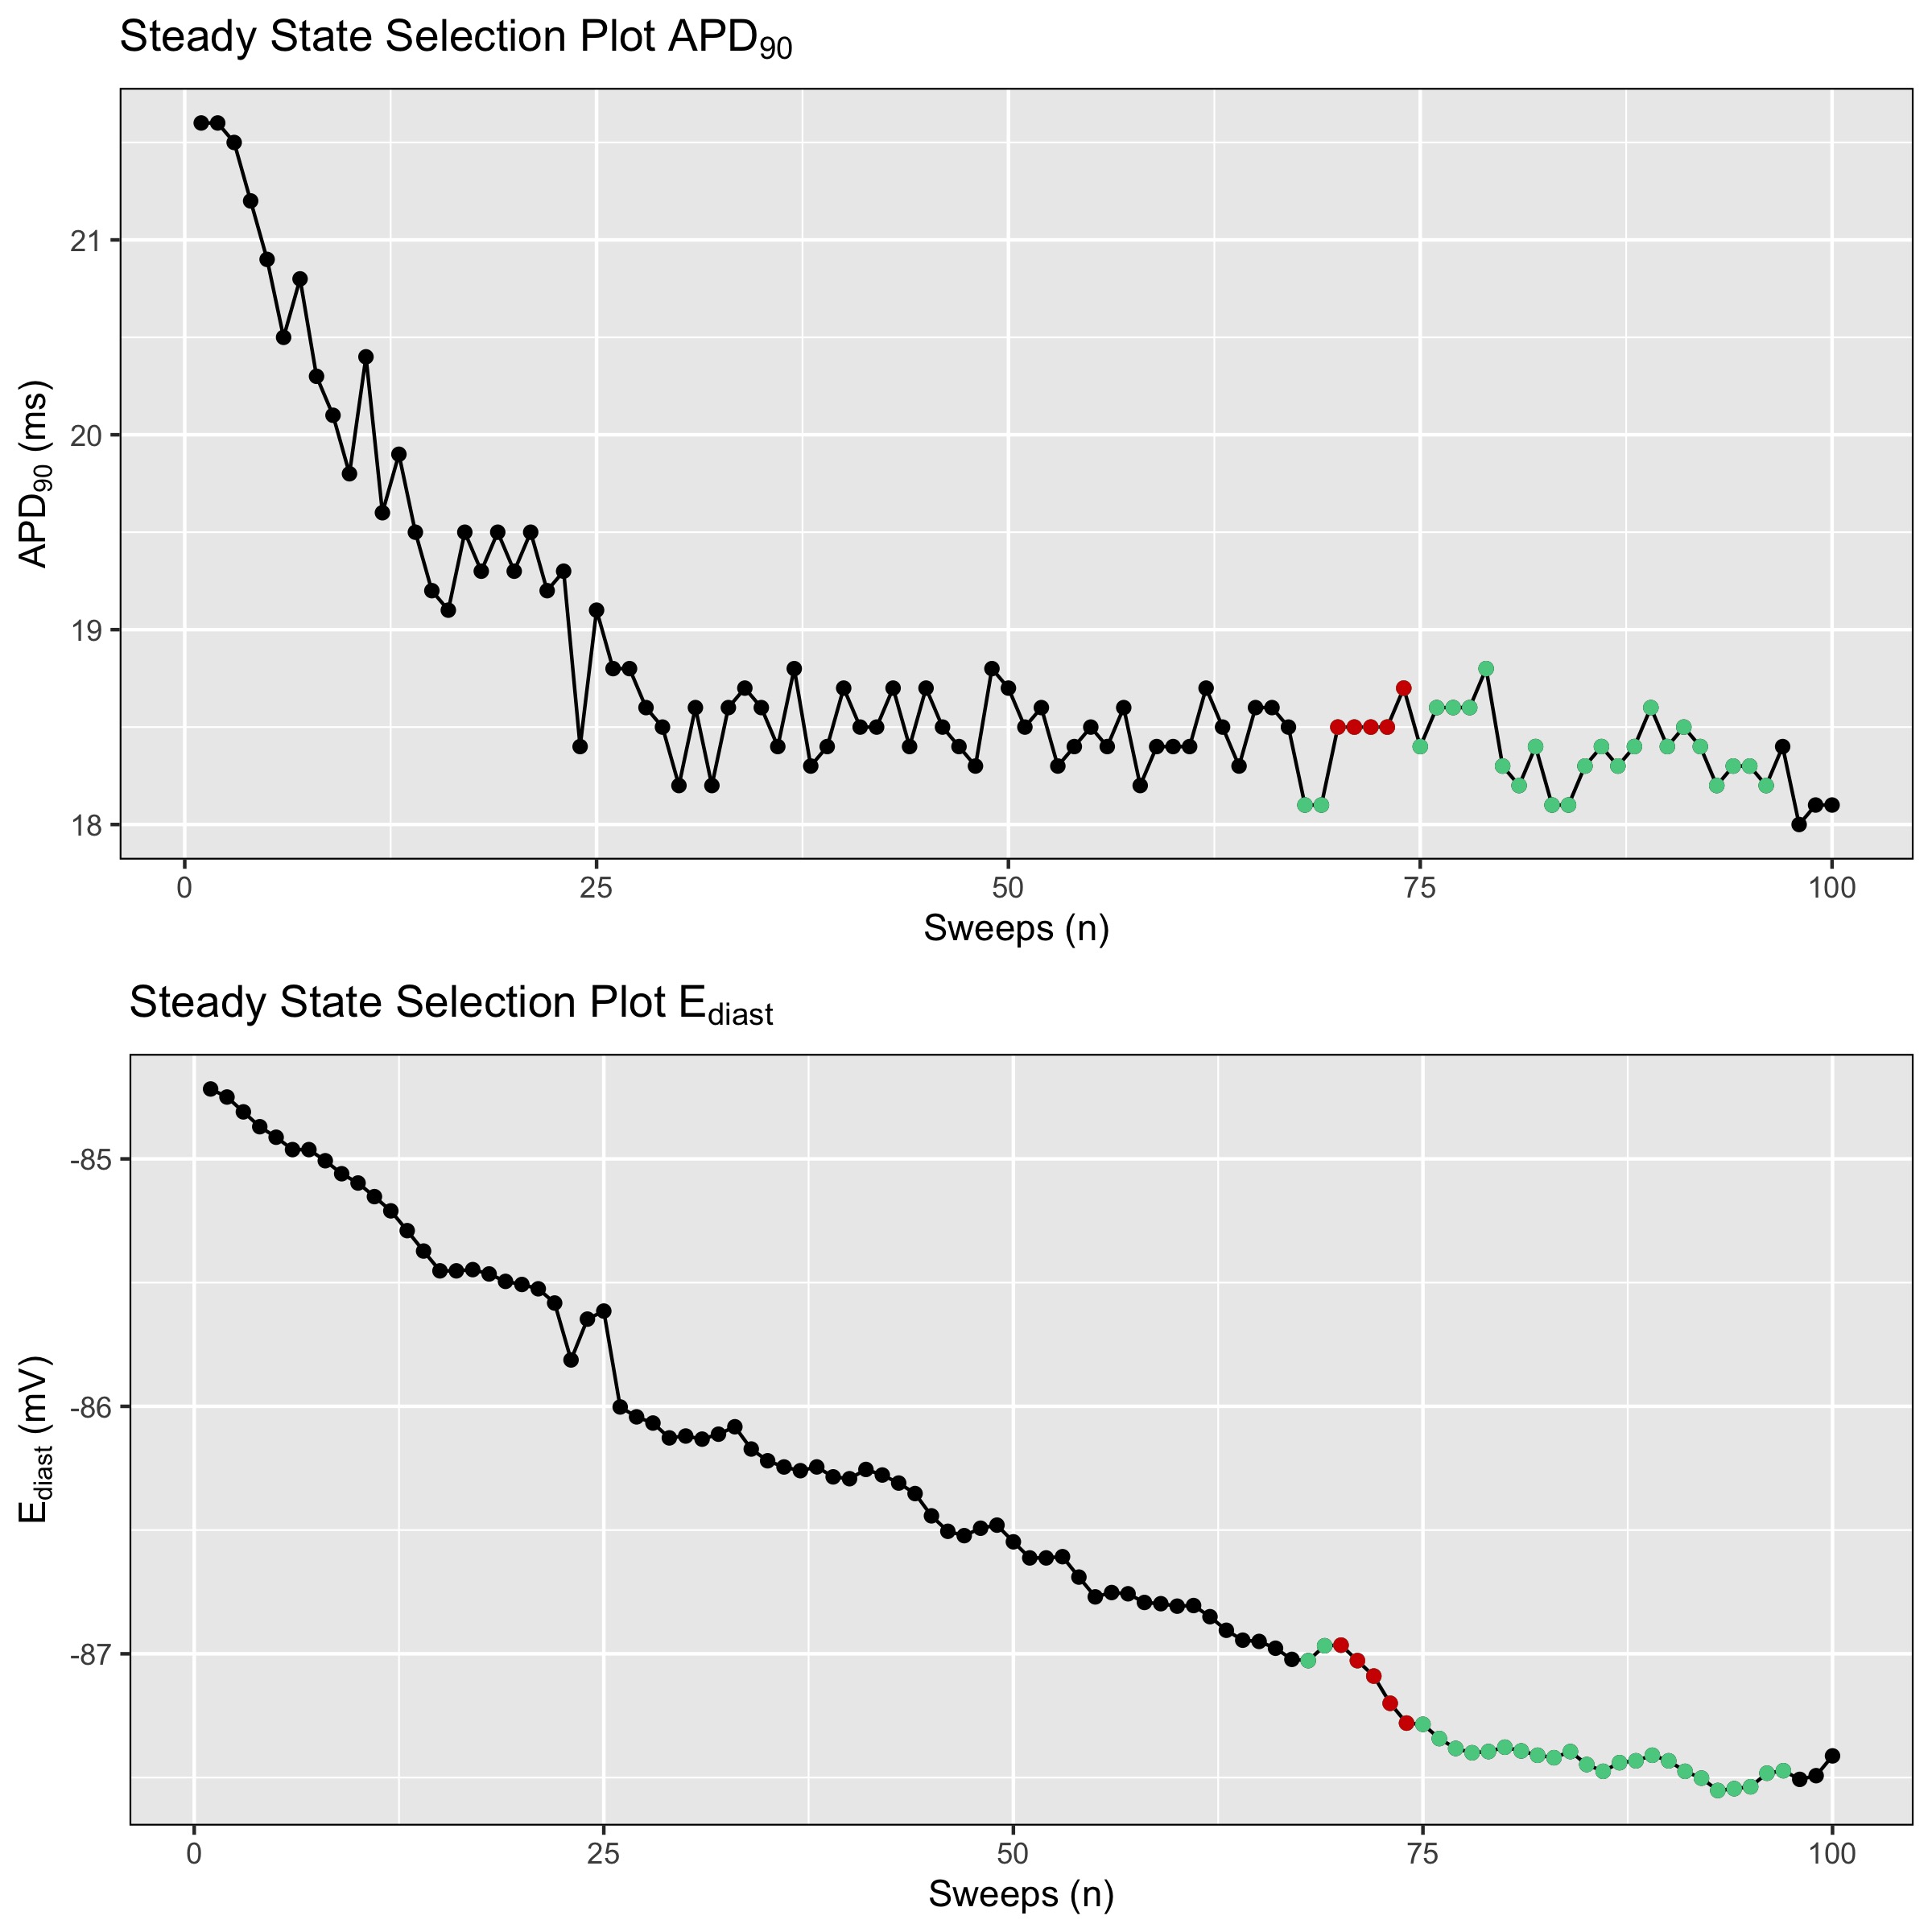 Steady State Selection Plot APD90
21
20
19
18
APD90 (ms)
0 25 50 75 100
Sweeps (n)
Steady State Selection Plot Ediast
-85
-86
-87
Ediast (mV)
0 25 50 75 100
Sweeps (n)